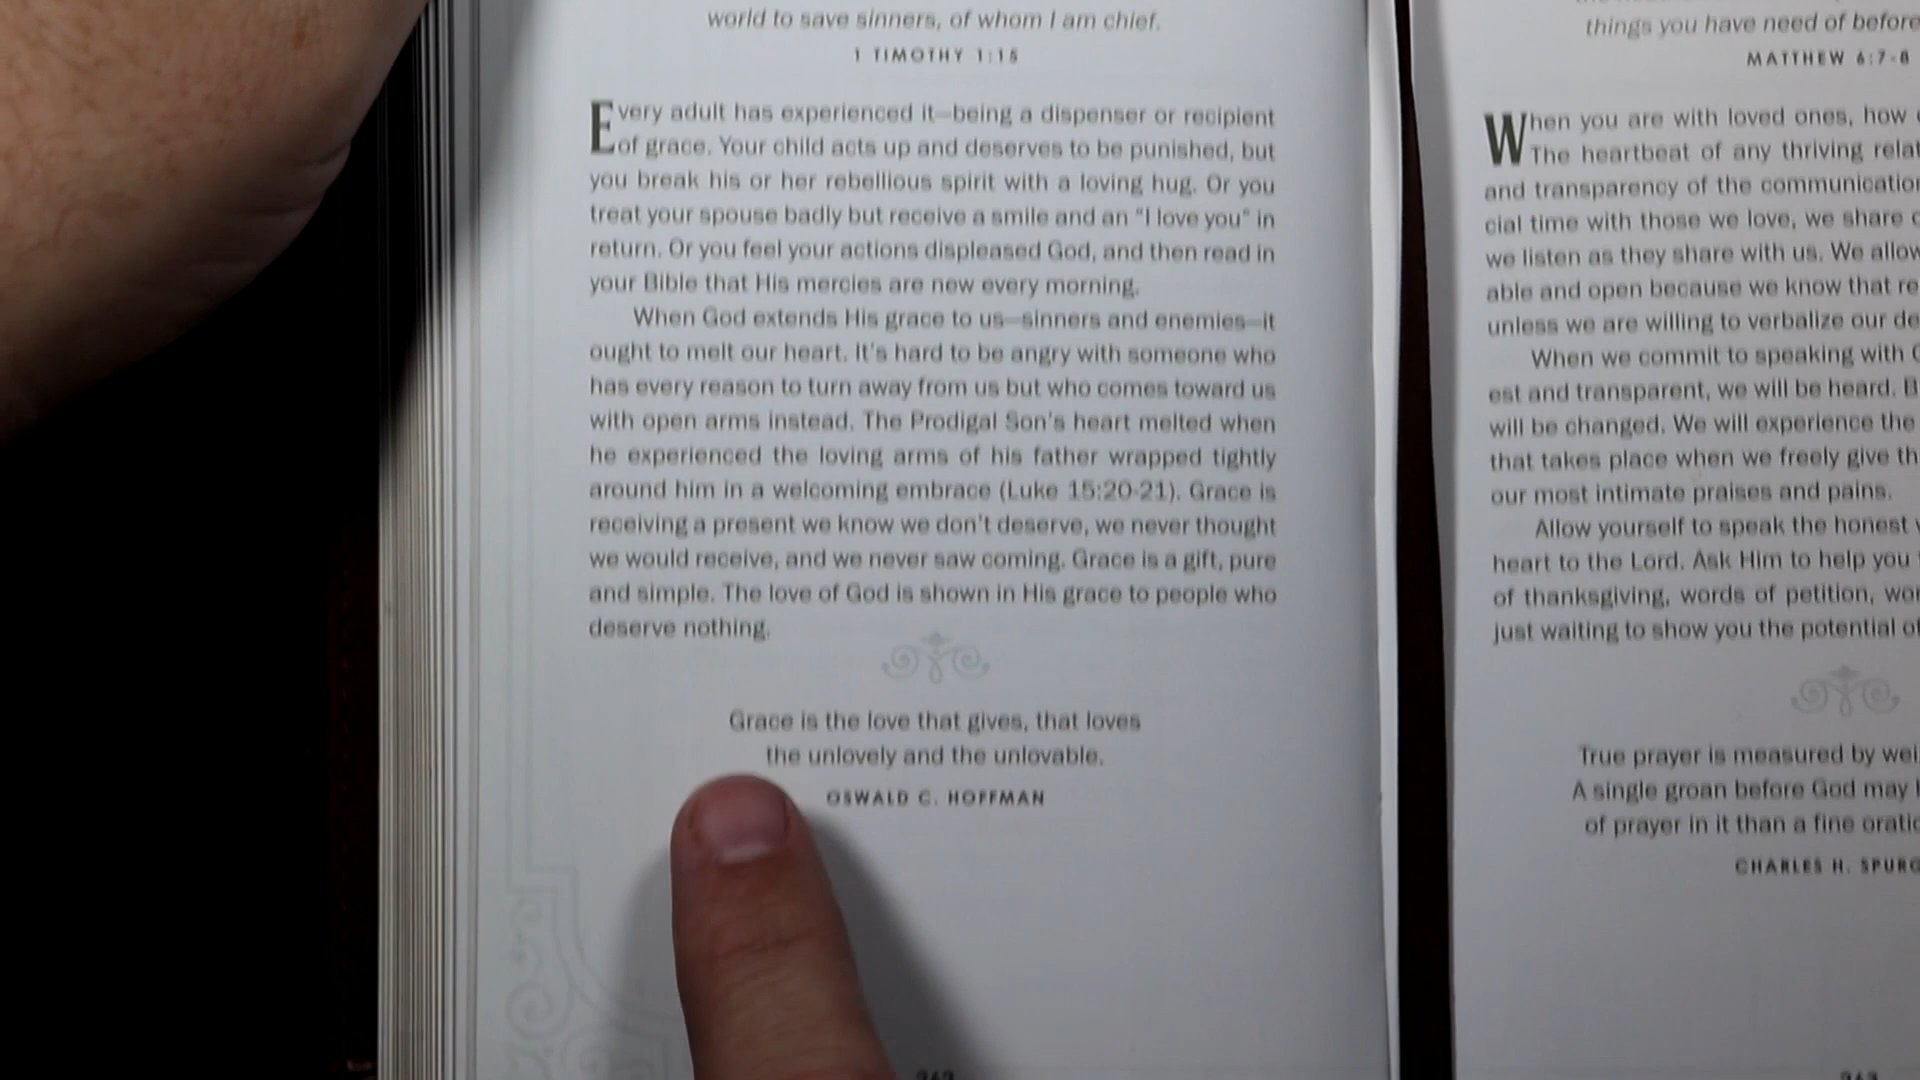 world to save sinners, of whom I am chief.
1 TIMOTHY 1:15
Every adult has experienced it—being a dispenser or recipient
of grace. Your child acts up and deserves to be punished, but
you break his or her rebellious spirit with a loving hug. Or you
treat your spouse badly but receive a smile and an "I love you" in
return. Or you feel your actions displeased God, and then read in
your Bible that His mercies are new every morning.
When God extends His grace to us—sinners and enemies—it
ought to melt our heart. It's hard to be angry with someone who
has every reason to turn away from us but who comes toward us
with open arms instead. The Prodigal Son's heart melted when
he experienced the loving arms of his father wrapped tightly
around him in a welcoming embrace (Luke 15:20-21). Grace is
receiving a present we know we don't deserve, we never thought
we would receive, and we never saw coming. Grace is a gift, pure
and simple. The love of God is shown in His grace to people who
deserve nothing.
Grace is the love that gives, that loves
the unlovely and the unlovable.
OSWALD C. HOFFMAN
things you have need of before
MATTHEW 6:7-8
When you are with loved ones, how
The heartbeat of any thriving
and transparency of the
cial time with those we love, we share
we listen as they share with us. We allow
able and open because we know that
unless we are willing to verbalize our
When we commit to speaking with
est and transparent, we will be heard.
will be changed. We will experience the
that takes place when we freely give
our most intimate praises and pains.
Allow yourself to speak the honest
heart to the Lord. Ask Him to help you
of thanksgiving, words of petition,
just waiting to show you the potential of
True prayer is measured by
A single groan before God may
of prayer in it than a fine
CHARLES H.